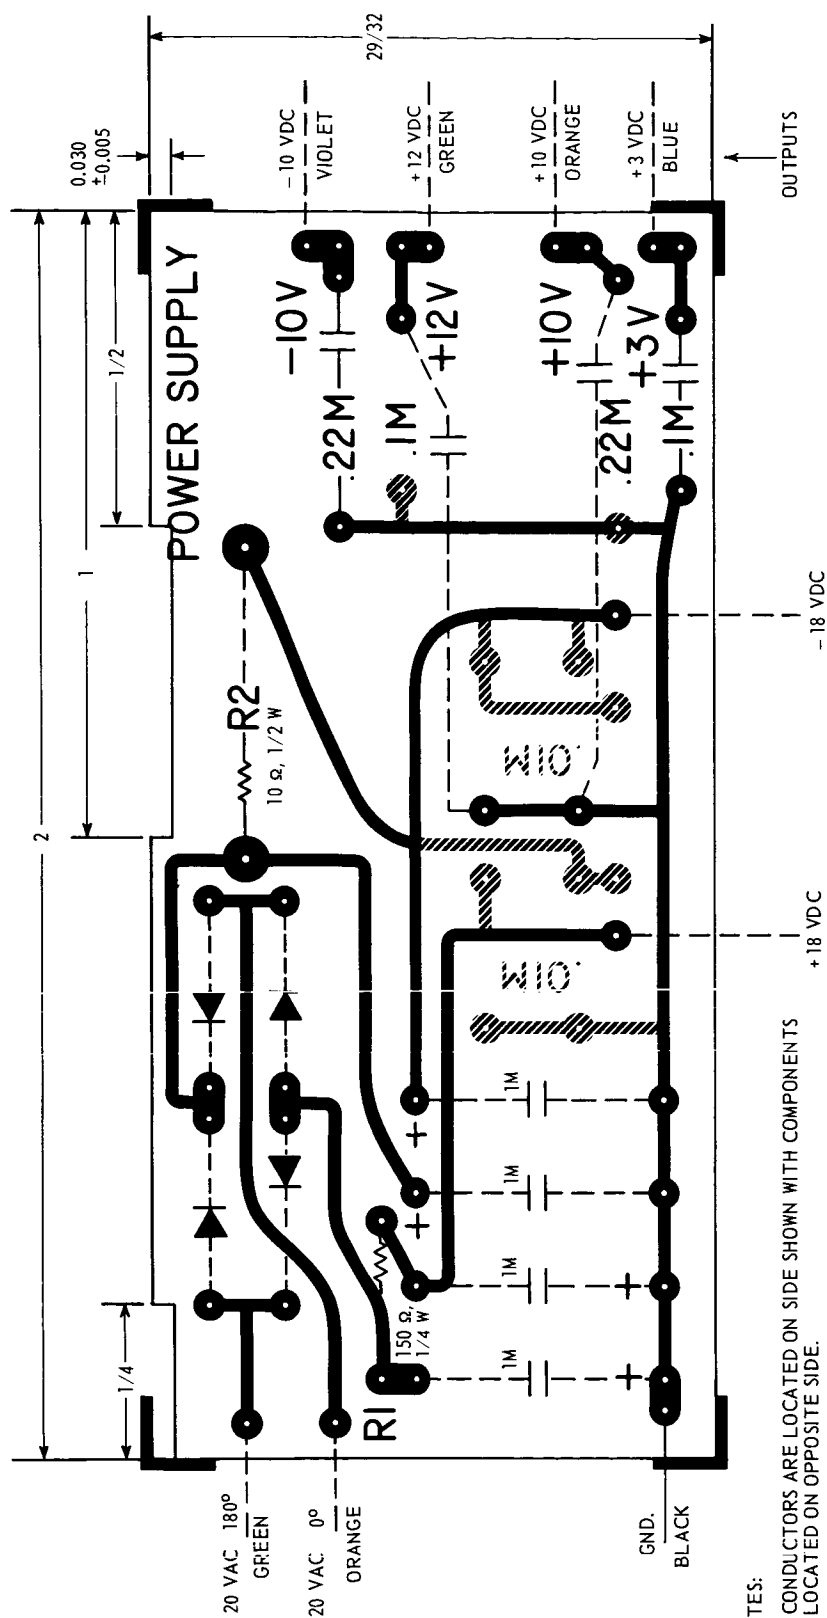 2
1
1/2
1/4
0.030
±0.005
29/32
POWER SUPPLY
20 VAC 180°
GREEN
20 VAC 0°
ORANGE
GND.
BLACK
R1
150 Ω,
1/4 W
R2
10 Ω, 1/2 W
+
+
+
+
1M
1M
1M
1M
.01M
.01M
-10V
.22M
+12V
.1M
+10V
.22M
+3V
.1M
-10 VDC
VIOLET
+12 VDC
GREEN
+10 VDC
ORANGE
+3 VDC
BLUE
OUTPUTS
+18 VDC
-18 VDC
TES:
CONDUCTORS ARE LOCATED ON SIDE SHOWN WITH COMPONENTS
LOCATED ON OPPOSITE SIDE.